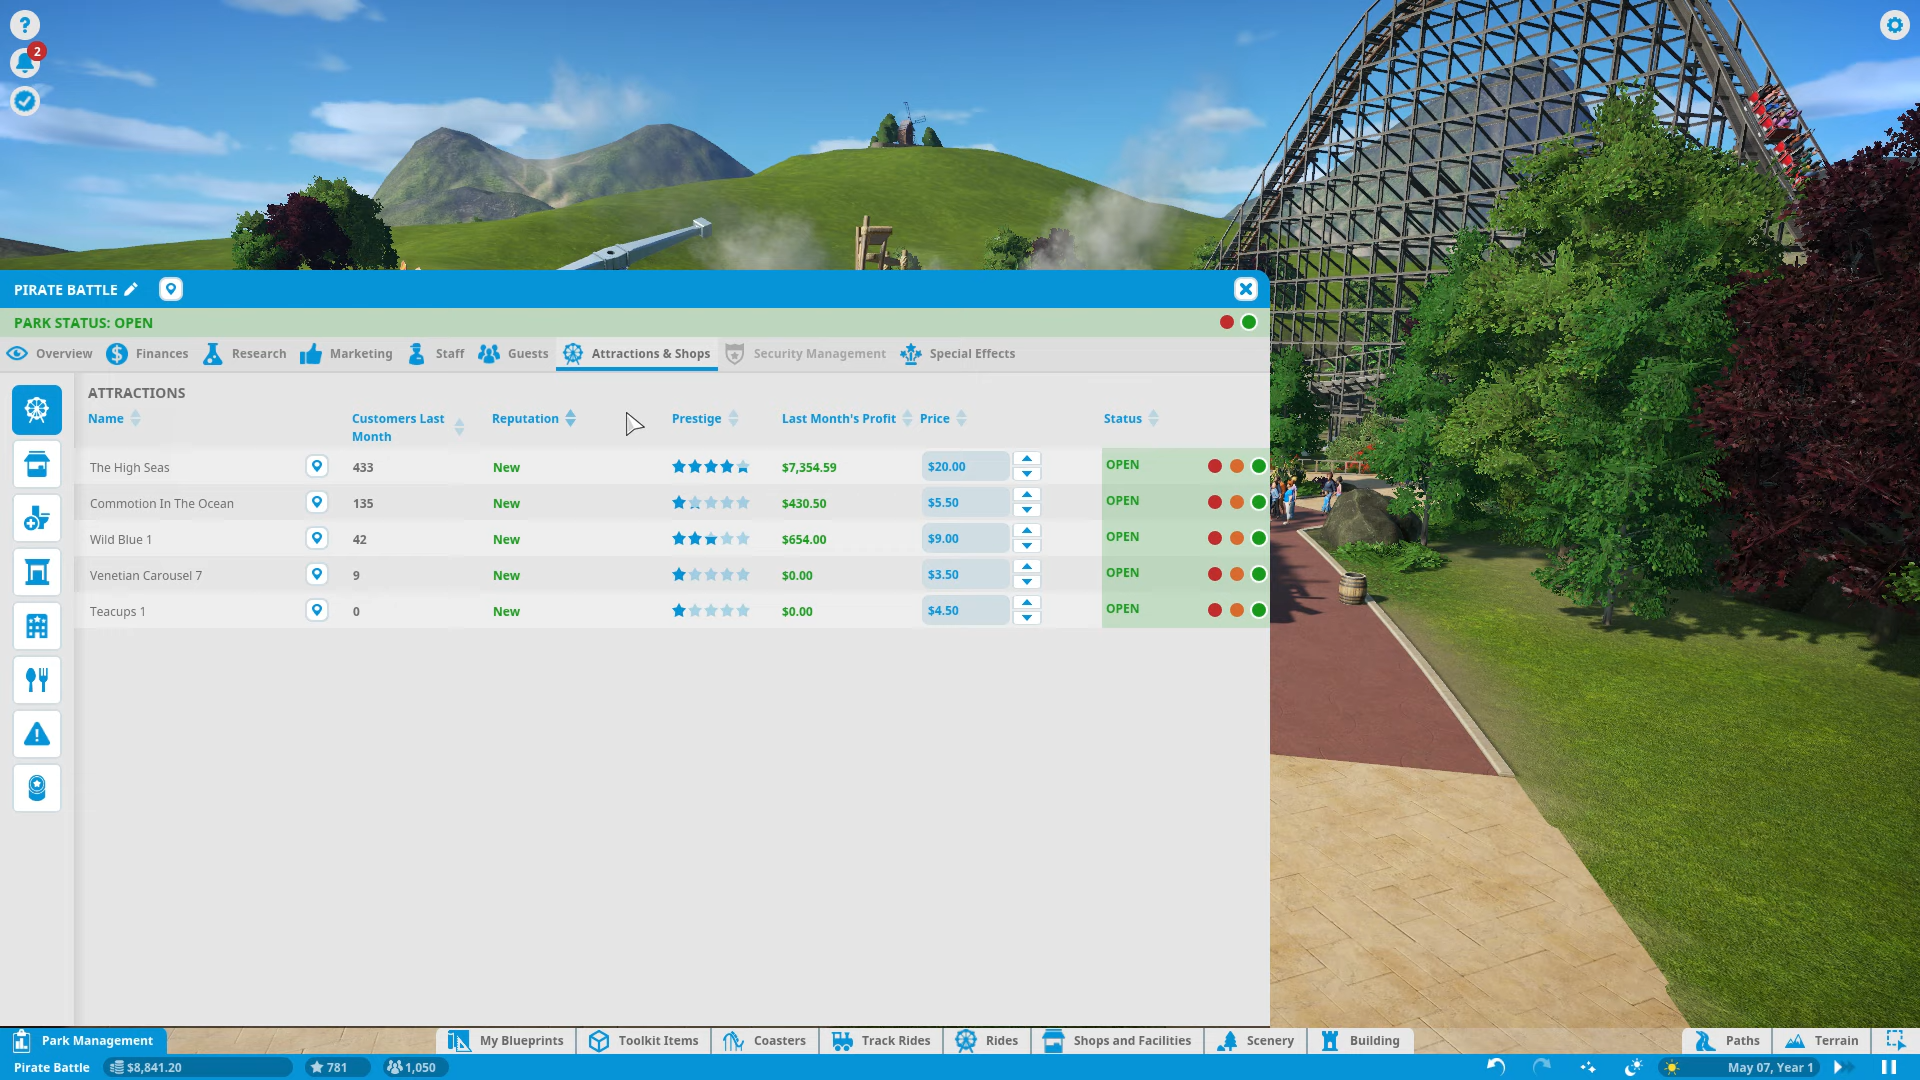 ?
2
PIRATE BATTLE
PARK STATUS: OPEN
Overview Finances Research Marketing Staff Guests Attractions & Shops Security Management Special Effects
ATTRACTIONS
Name Customers Last Month Reputation Prestige Last Month's Profit Price Status
The High Seas 433 New $7,354.59 $20.00 OPEN
Commotion In The Ocean 135 New $430.50 $5.50 OPEN
Wild Blue 1 42 New $654.00 $9.00 OPEN
Venetian Carousel 7 9 New $0.00 $3.50 OPEN
Teacups 1 0 New $0.00 $4.50 OPEN
Park Management My Blueprints Toolkit Items Coasters Track Rides Rides Shops and Facilities Scenery Building Paths Terrain
Pirate Battle $8,841.20 781 1,050 May 07, Year 1